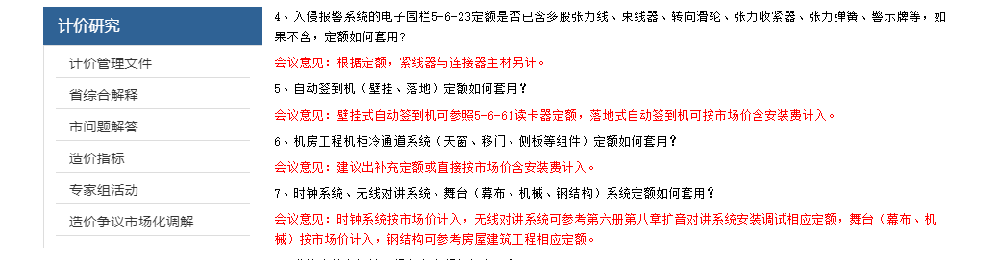 计价研究
计价管理文件
省综合解释
市问题解答
造价指标
专家组活动
造价争议市场化调解
4、入侵报警系统的电子围栏5-6-23定额是否已含多股张力线、束线器、转向滑轮、张力收紧器、张力弹簧、警示牌等，如
果不含，定额如何套用?
会议意见：根据定额，紧线器与连接器主材另计。
5、自动签到机（壁挂、落地）定额如何套用？
会议意见：壁挂式自动签到机可参照5-6-61读卡器定额，落地式自动签到机可按市场价含安装费计入。
6、机房工程机柜冷通道系统（天窗、移门、侧板等组件）定额如何套用？
会议意见：建议出补充定额或直接按市场价含安装费计入。
7、时钟系统、无线对讲系统、舞台（幕布、机械、钢结构）系统定额如何套用？
会议意见：时钟系统按市场价计入，无线对讲系统可参考第六册第八章扩音对讲系统安装调试相应定额，舞台（幕布、机
械）按市场价计入，钢结构可参考房屋建筑工程相应定额。